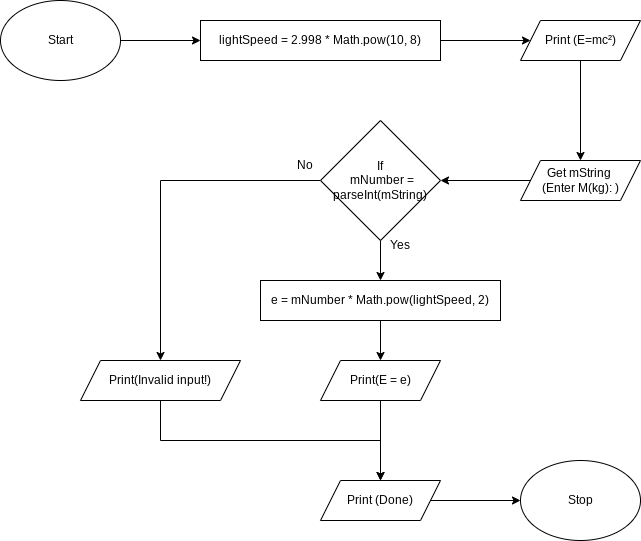 Start
lightSpeed = 2.998 * Math.pow(10, 8)
Print (E=mc²)
Get mString
(Enter M(kg): )
If
mNumber =
parseInt(mString)
No
Yes
e = mNumber * Math.pow(lightSpeed, 2)
Print(Invalid input!)
Print(E = e)
Print (Done)
Stop